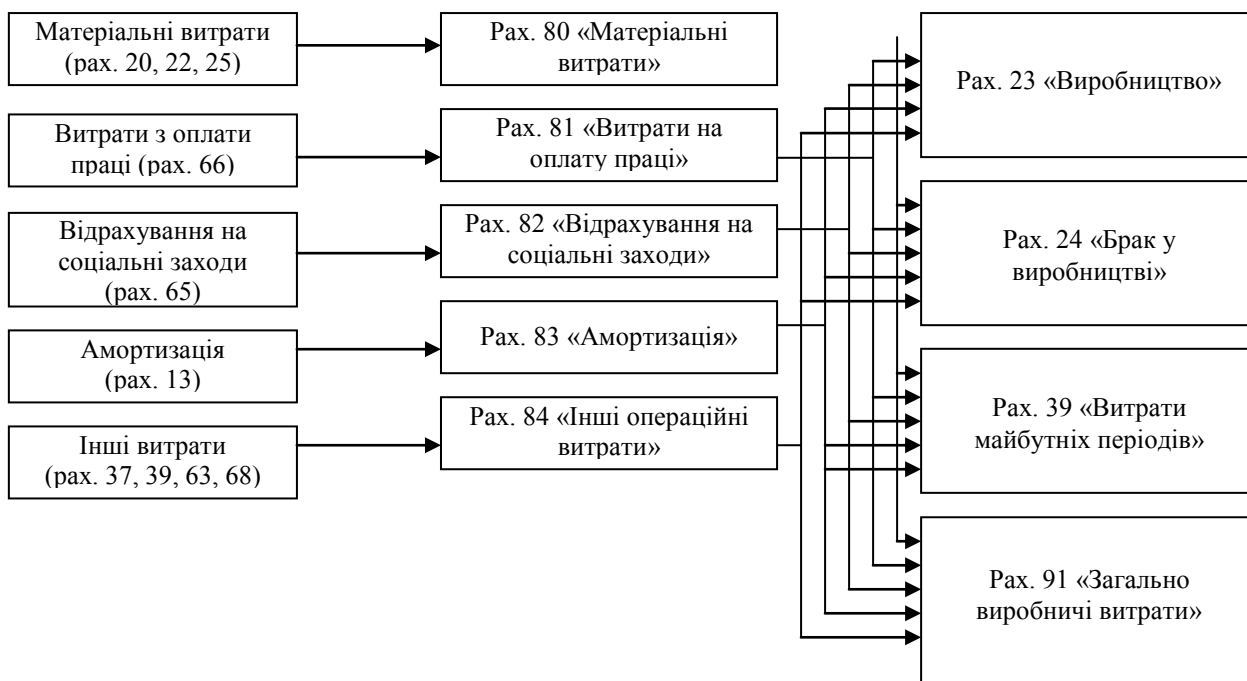 Матеріальні витрати
(рах. 20, 22, 25)
Витрати з оплати
праці (рах. 66)
Відрахування на
соціальні заходи
(рах. 65)
Амортизація
(рах. 13)
Інші витрати
(рах. 37, 39, 63, 68)
Рах. 80 «Матеріальні
витрати»
Рах. 81 «Витрати на
оплату праці»
Рах. 82 «Відрахування на
соціальні заходи»
Рах. 83 «Амортизація»
Рах. 84 «Інші операційні
витрати»
Рах. 23 «Виробництво»
Рах. 24 «Брак у
виробництві»
Рах. 39 «Витрати
майбутніх періодів»
Рах. 91 «Загально
виробничі витрати»